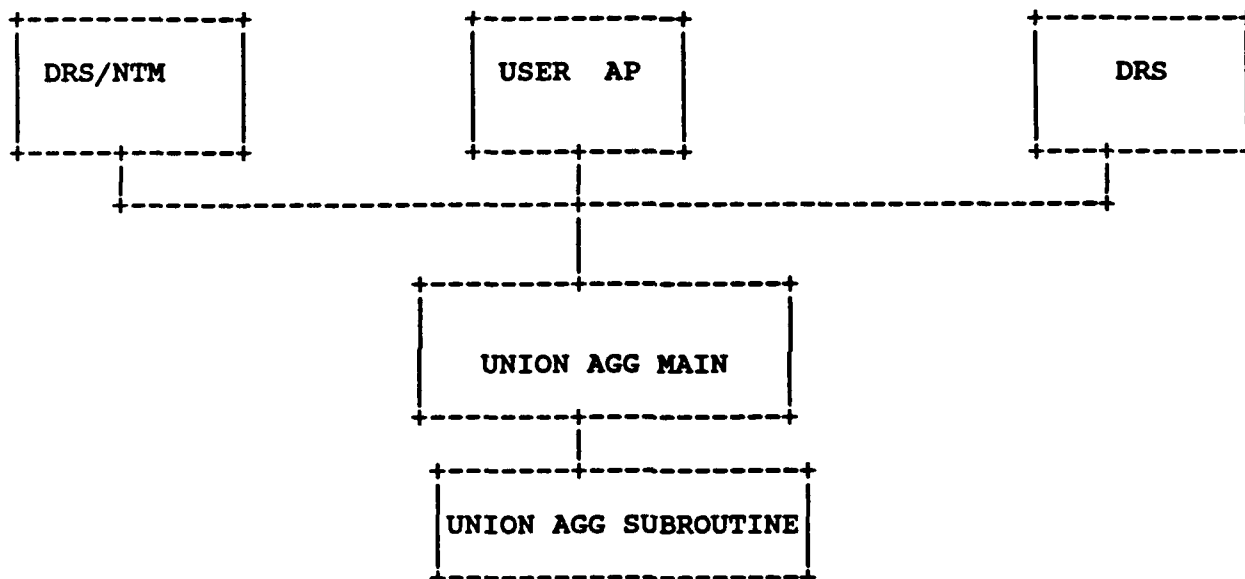 DRS/NTM
USER AP
DRS
UNION AGG MAIN
UNION AGG SUBROUTINE